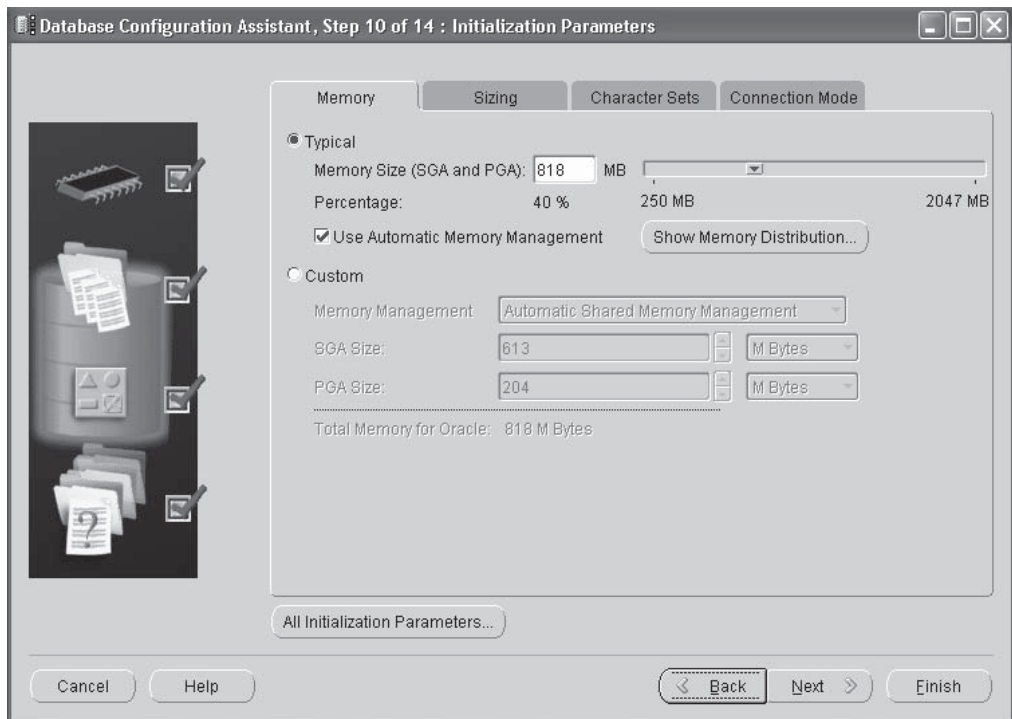 Database Configuration Assistant, Step 10 of 14 : Initialization Parameters
Memory Sizing Character Sets Connection Mode
Typical
Memory Size (SGA and PGA): 818 MB
250 MB 2047 MB
Percentage: 40 %
Use Automatic Memory Management Show Memory Distribution...
Custom
Memory Management Automatic Shared Memory Management
SGA Size: 613 M Bytes
PGA Size: 204 M Bytes
Total Memory for Oracle: 818 M Bytes
?
All Initialization Parameters...
Cancel Help Back Next Finish